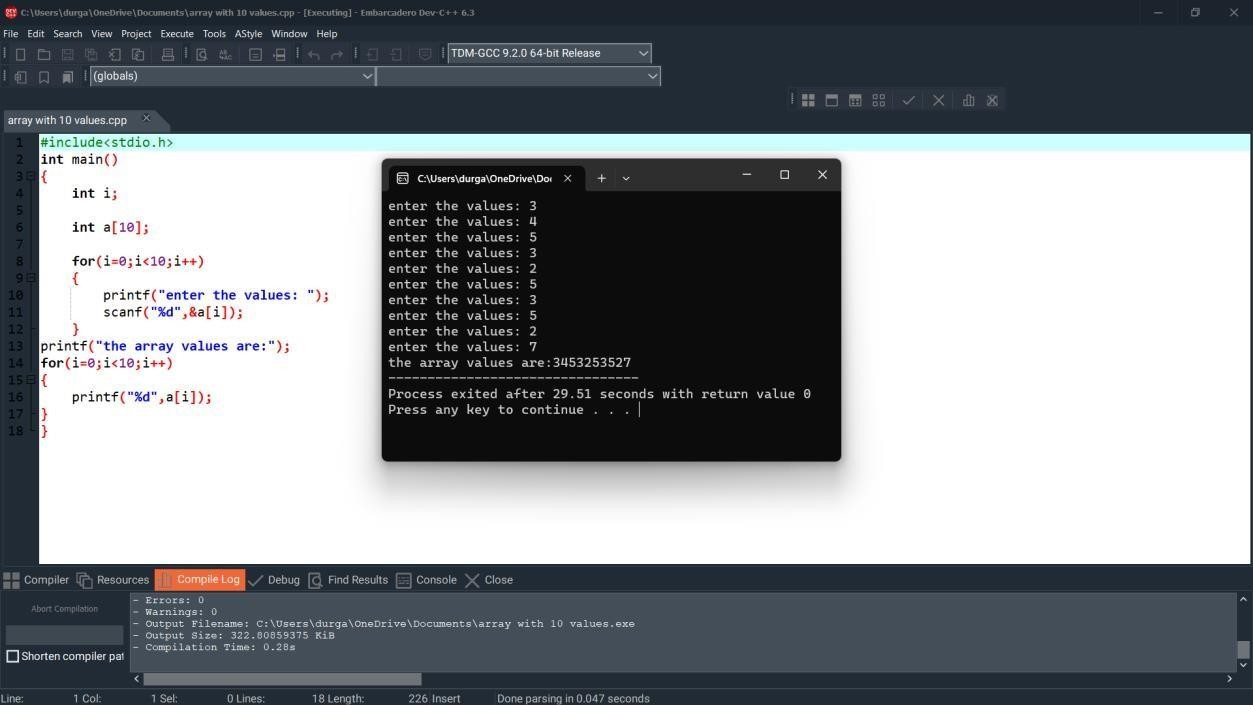 C:\Users\durga\OneDrive\Documents\array with 10 values.cpp - [Executing] - Embarcadero Dev-C++ 6.3
File Edit Search View Project Execute Tools AStyle Window Help
TDM-GCC 9.2.0 64-bit Release
(globals)
array with 10 values.cpp
1 #include<stdio.h>
2 int main()
3 {
4 int i;
5
6 int a[10];
7
8 for(i=0;i<10;i++)
9 {
10 printf("enter the values: ");
11 scanf("%d",&a[i]);
12 }
13 printf("the array values are:");
14 for(i=0;i<10;i++)
15 {
16 printf("%d",a[i]);
17 }
18 }
C:\Users\durga\OneDrive\Doc
enter the values: 3
enter the values: 4
enter the values: 5
enter the values: 3
enter the values: 2
enter the values: 5
enter the values: 3
enter the values: 5
enter the values: 2
enter the values: 7
the array values are:3453253527
--------------------------------
Process exited after 29.51 seconds with return value 0
Press any key to continue . . .
Compiler Resources Compile Log Debug Find Results Console Close
Abort Compilation
Shorten compiler pat
- Errors: 0
- Warnings: 0
- Output Filename: C:\Users\durga\OneDrive\Documents\array with 10 values.exe
- Output Size: 322.80859375 KiB
- Compilation Time: 0.28s
Line: 1 Col: 1 Sel: 0 Lines: 18 Length: 226 Insert Done parsing in 0.047 seconds